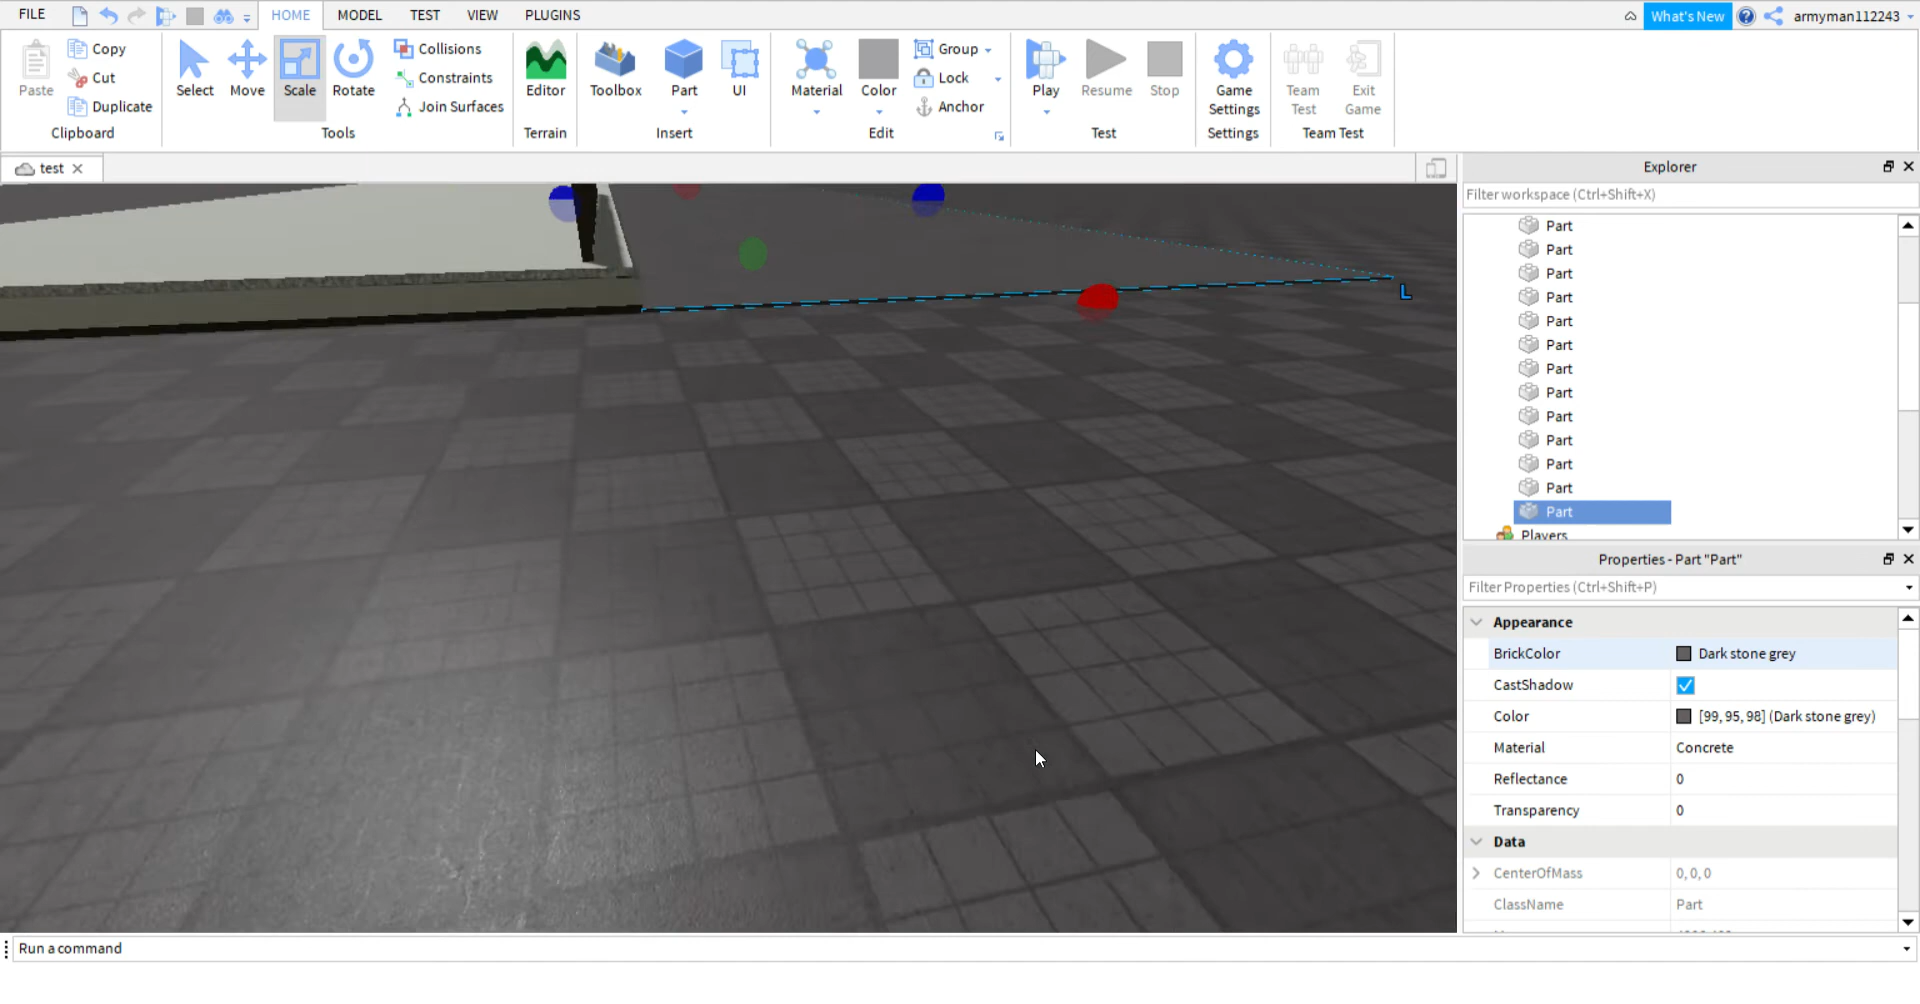 FILE HOME MODEL TEST VIEW PLUGINS What's New armyman112243
Copy
Cut
Duplicate
Paste
Clipboard
Select Move Scale Rotate
Collisions
Constraints
Join Surfaces
Tools
Editor
Terrain
Toolbox Part UI
Insert
Material Color
Group
Lock
Anchor
Edit
Play Resume Stop
Test
Game
Settings
Settings
Team
Test
Exit
Game
Team Test
test
L
Explorer
Filter workspace (Ctrl+Shift+X)
Part
Part
Part
Part
Part
Part
Part
Part
Part
Part
Part
Part
Part
Players
Properties - Part "Part"
Filter Properties (Ctrl+Shift+P)
Appearance
BrickColor Dark stone grey
CastShadow
Color [99, 95, 98] (Dark stone grey)
Material Concrete
Reflectance 0
Transparency 0
Data
CenterOfMass 0, 0, 0
ClassName Part
Run a command